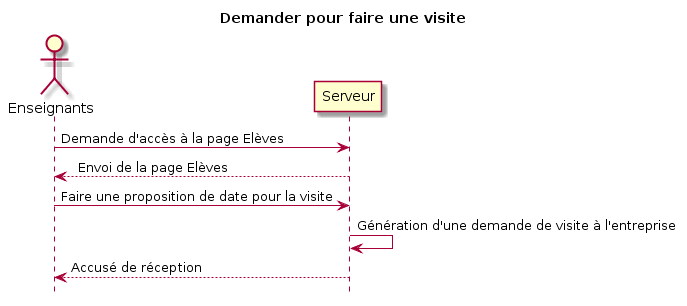 Demander pour faire une visite
Enseignants
Serveur
Demande d'accès à la page Elèves
Envoi de la page Elèves
Faire une proposition de date pour la visite
Génération d'une demande de visite à l'entreprise
Accusé de réception